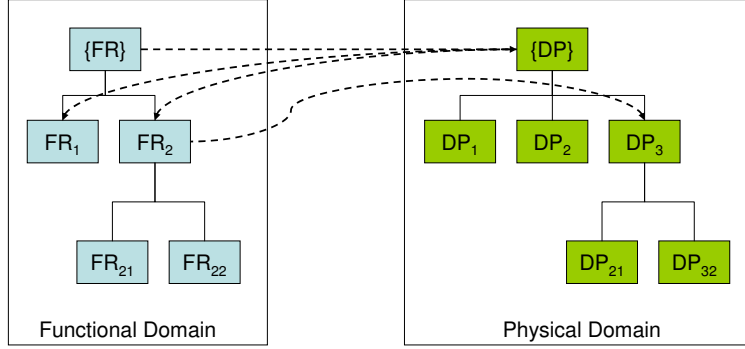 {FR}
{DP}
FR₁
FR₂
DP₁
DP₂
DP₃
FR₂₁
FR₂₂
DP₂₁
DP₃₂
Functional Domain
Physical Domain